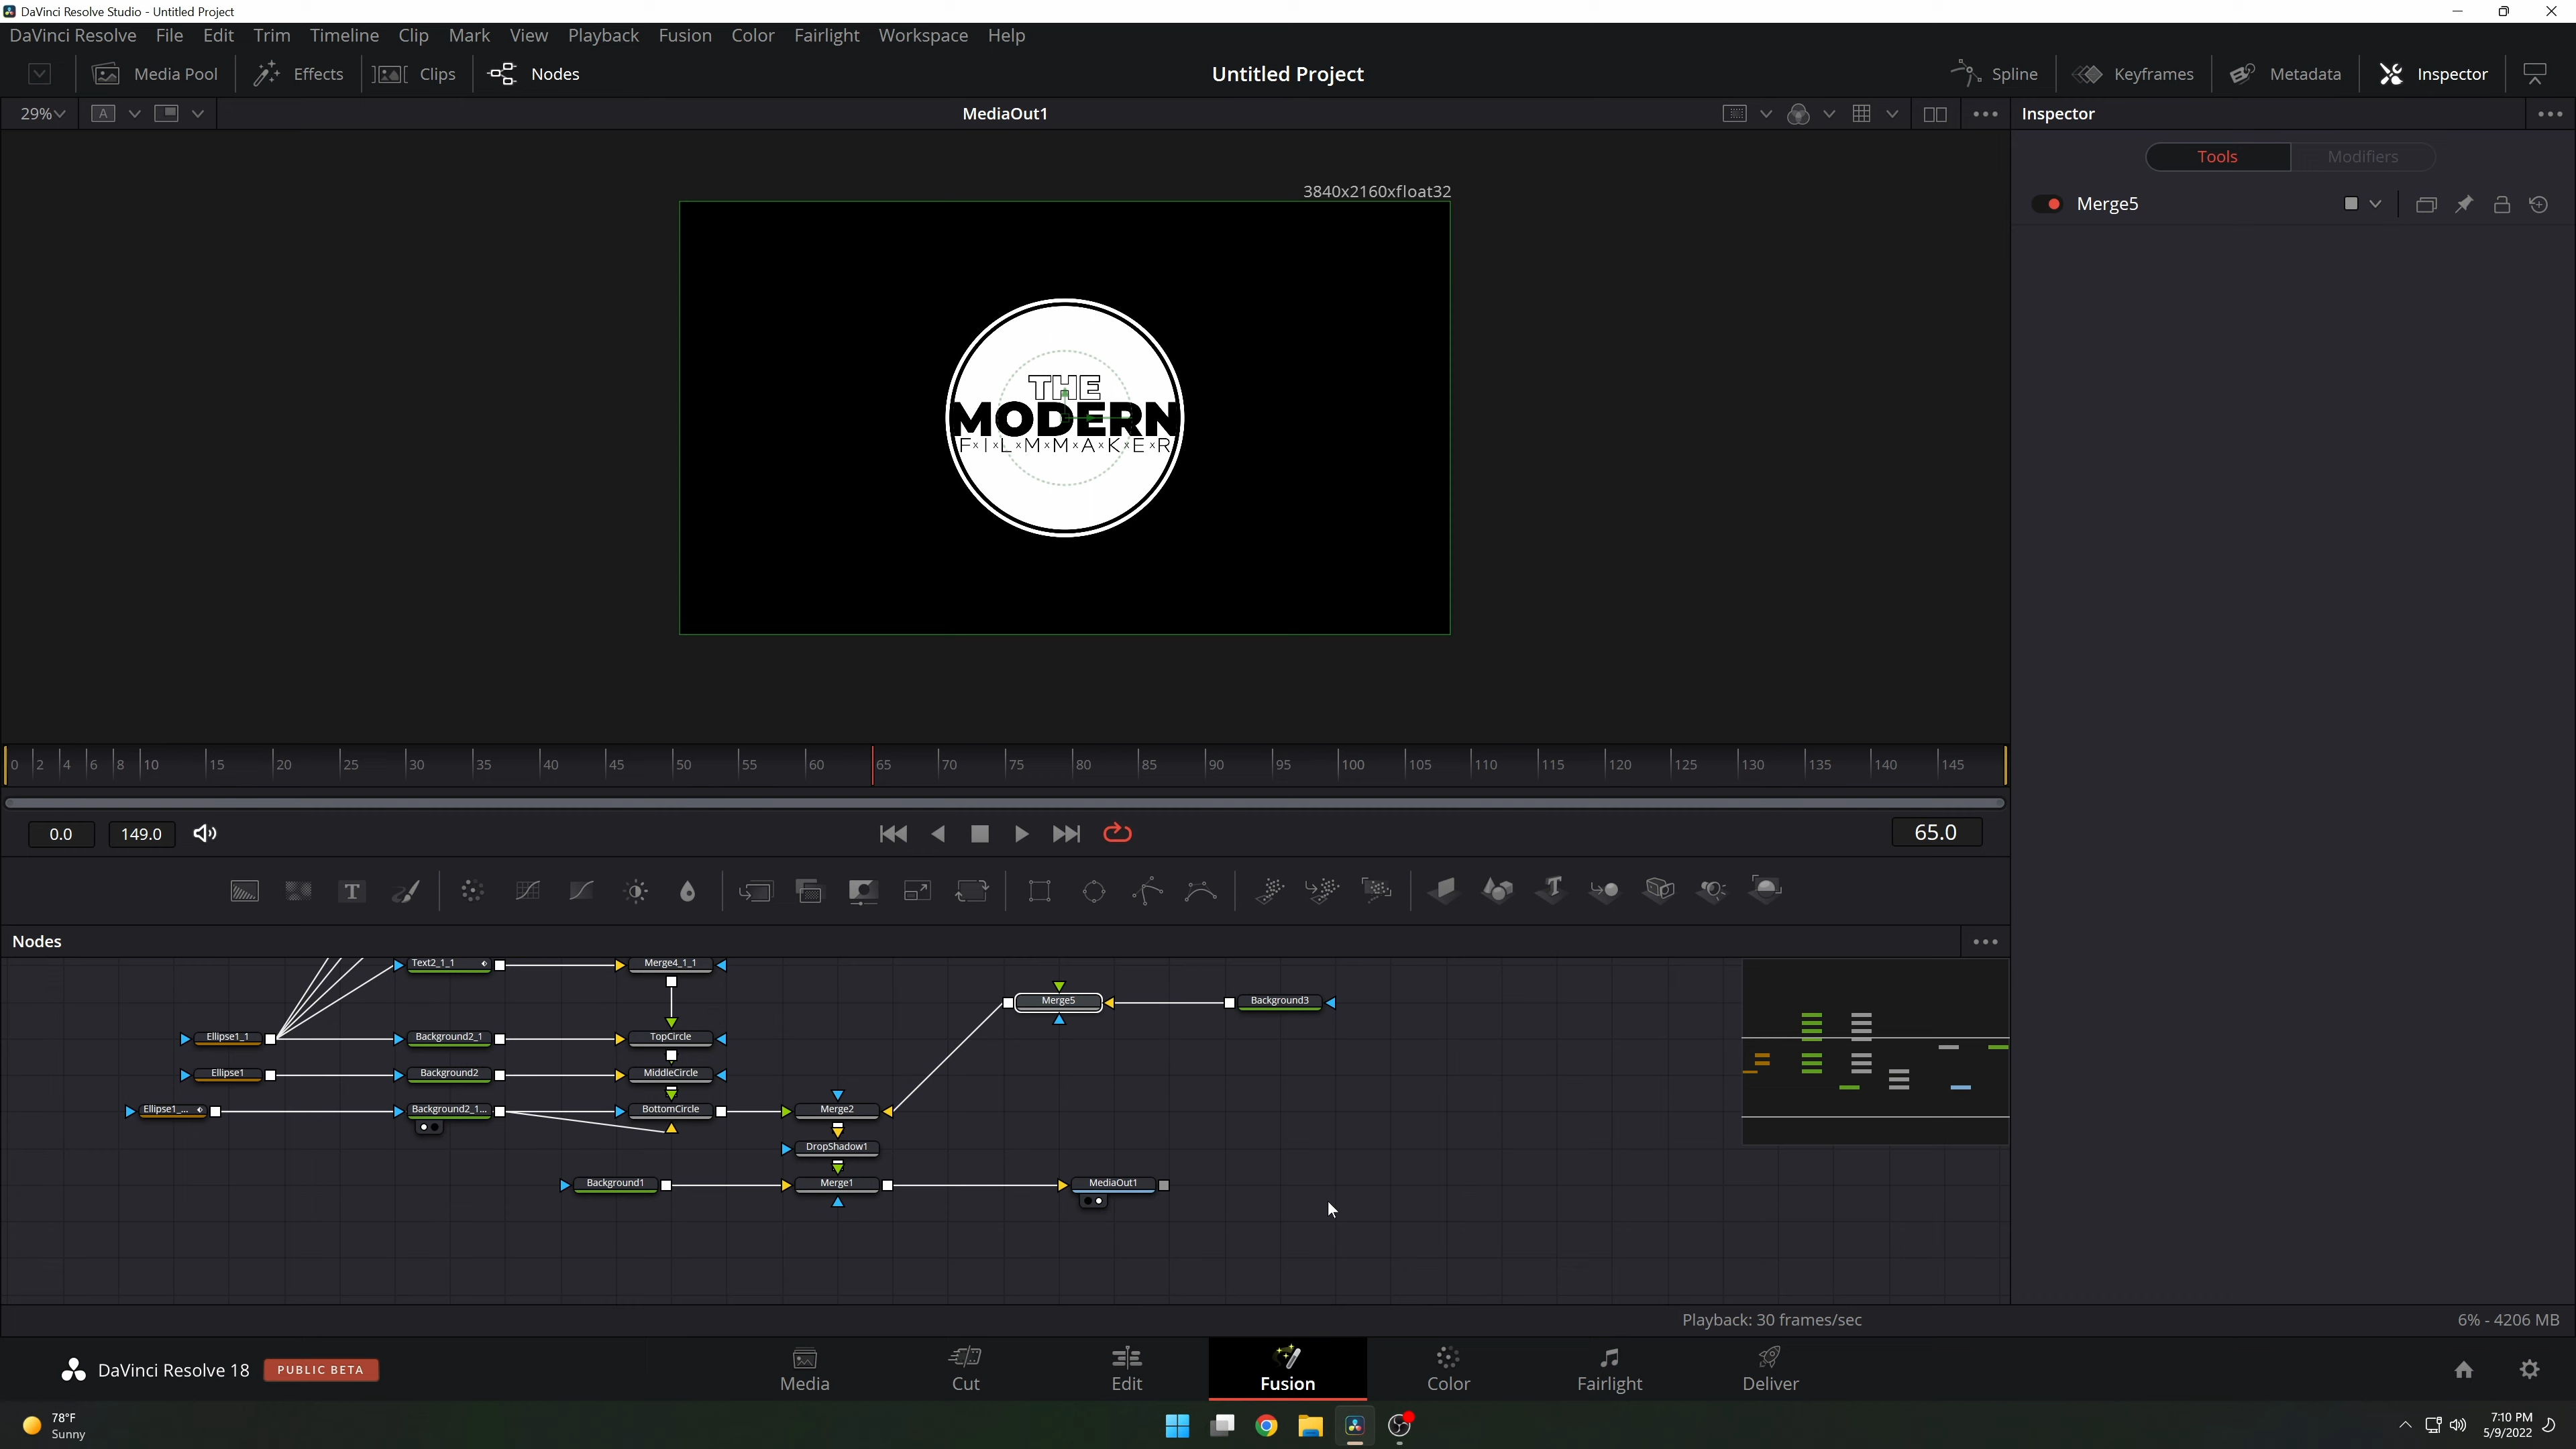 DaVinci Resolve Studio - Untitled Project
DaVinci Resolve File Edit Trim Timeline Clip Mark View Playback Fusion Color Fairlight Workspace Help
Media Pool Effects Clips Nodes Untitled Project Spline Keyframes Metadata Inspector
29% A MediaOut1 Inspector
Tools Modifiers
3840x2160xfloat32
Merge5
THE
MODERN
F×I×L×M×M×A×K×E×R
0 2 4 6 8 10 15 20 25 30 35 40 45 50 55 60 65 70 75 80 85 90 95 100 105 110 115 120 125 130 135 140 145
0.0 149.0 65.0
T T
Nodes
Text2_1_1 Merge4_1_1
Merge5 Background3
Ellipse1_1 Background2_1 TopCircle
Ellipse1 Background2 MiddleCircle
Ellipse1_... Background2_1... BottomCircle Merge2
DropShadow1
Background1 Merge1 MediaOut1
Playback: 30 frames/sec 6% - 4206 MB
DaVinci Resolve 18 PUBLIC BETA Media Cut Edit Fusion Color Fairlight Deliver
78°F
Sunny
7:10 PM
5/9/2022